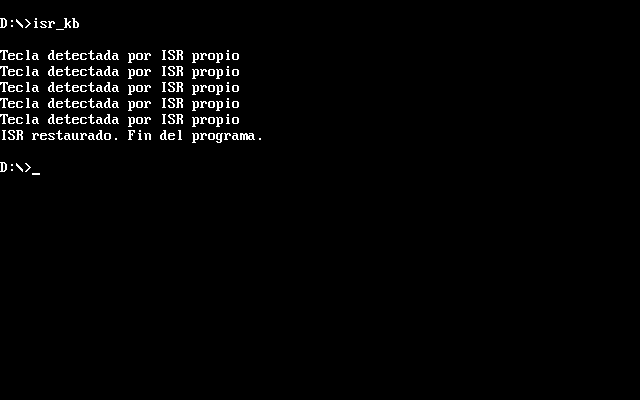 D:\>isr_kb
Tecla detectada por ISR propio
Tecla detectada por ISR propio
Tecla detectada por ISR propio
Tecla detectada por ISR propio
Tecla detectada por ISR propio
ISR restaurado. Fin del programa.
D:\>_